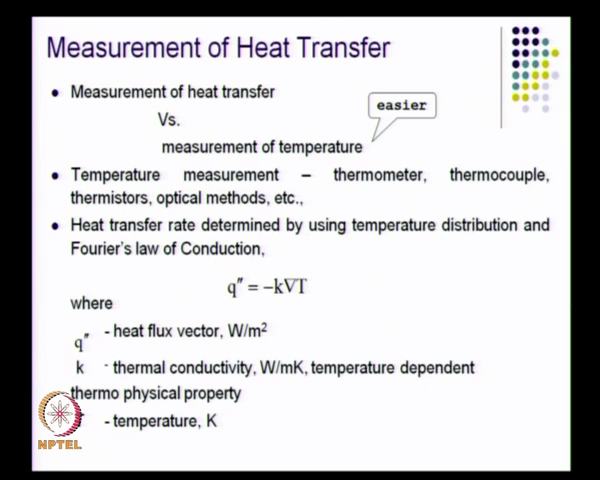 Measurement of Heat Transfer
• Measurement of heat transfer
easier
Vs.
measurement of temperature
• Temperature measurement – thermometer, thermocouple,
thermistors, optical methods, etc.,
• Heat transfer rate determined by using temperature distribution and
Fourier's law of Conduction,
q″ = −k∇T
where
q″ - heat flux vector, W/m²
k - thermal conductivity, W/mK, temperature dependent
thermo physical property
- temperature, K
NPTEL